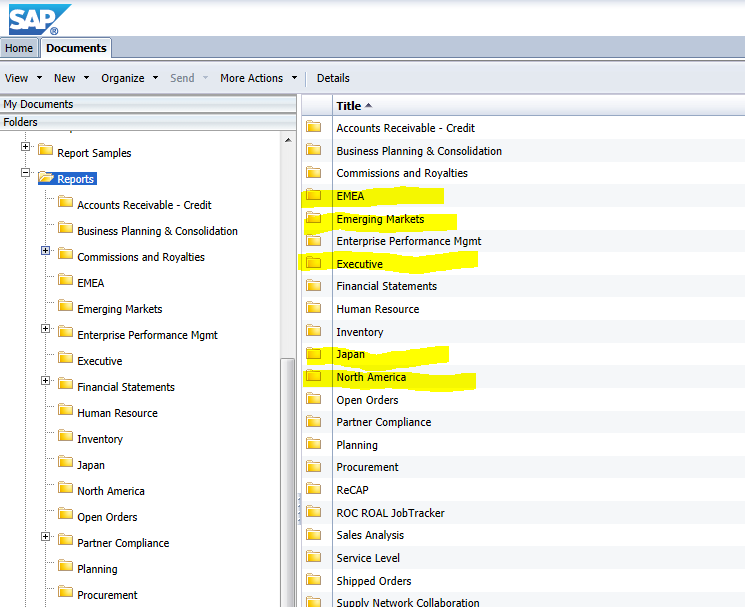 SAP®
Home Documents
View New Organize Send More Actions Details
My Documents
Folders
Report Samples
Reports
Accounts Receivable - Credit
Business Planning & Consolidation
Commissions and Royalties
EMEA
Emerging Markets
Enterprise Performance Mgmt
Executive
Financial Statements
Human Resource
Inventory
Japan
North America
Open Orders
Partner Compliance
Planning
Procurement
Title
Accounts Receivable - Credit
Business Planning & Consolidation
Commissions and Royalties
EMEA
Emerging Markets
Enterprise Performance Mgmt
Executive
Financial Statements
Human Resource
Inventory
Japan
North America
Open Orders
Partner Compliance
Planning
Procurement
ReCAP
ROC ROAL JobTracker
Sales Analysis
Service Level
Shipped Orders
Supply Network Collaboration